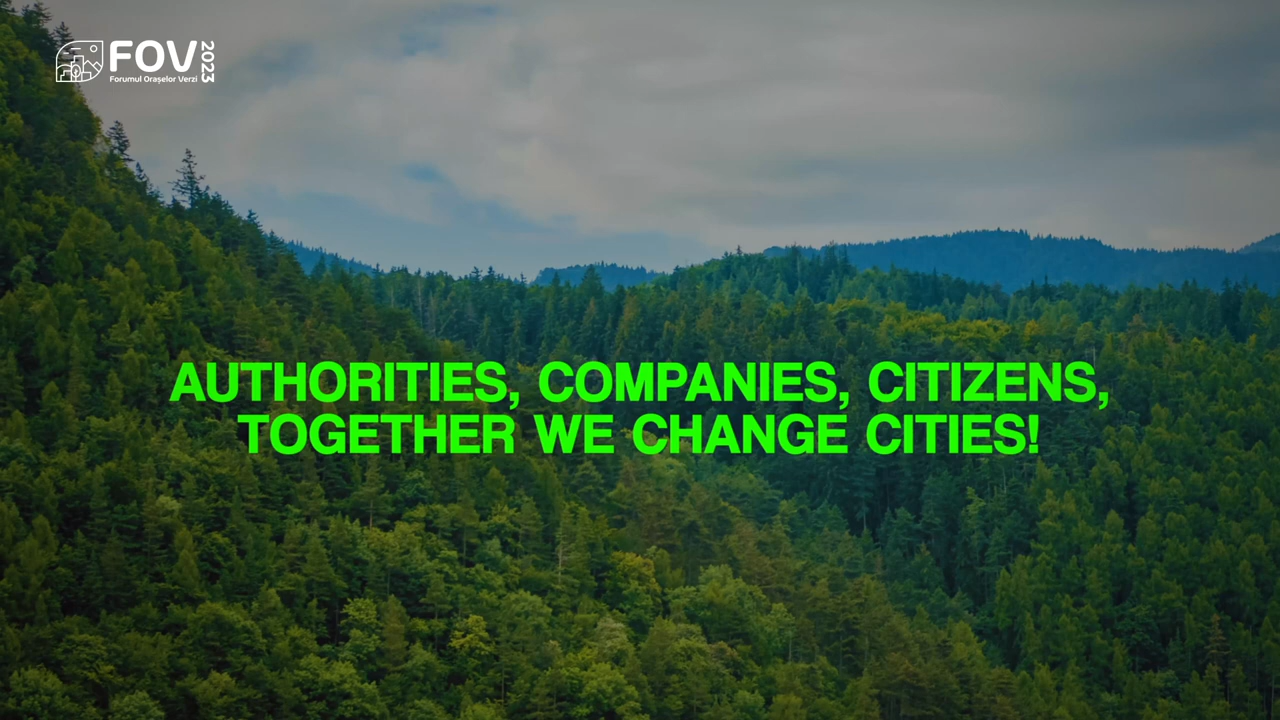 FOV 2023
Forumul Orașelor Verzi
AUTHORITIES, COMPANIES, CITIZENS,
TOGETHER WE CHANGE CITIES!